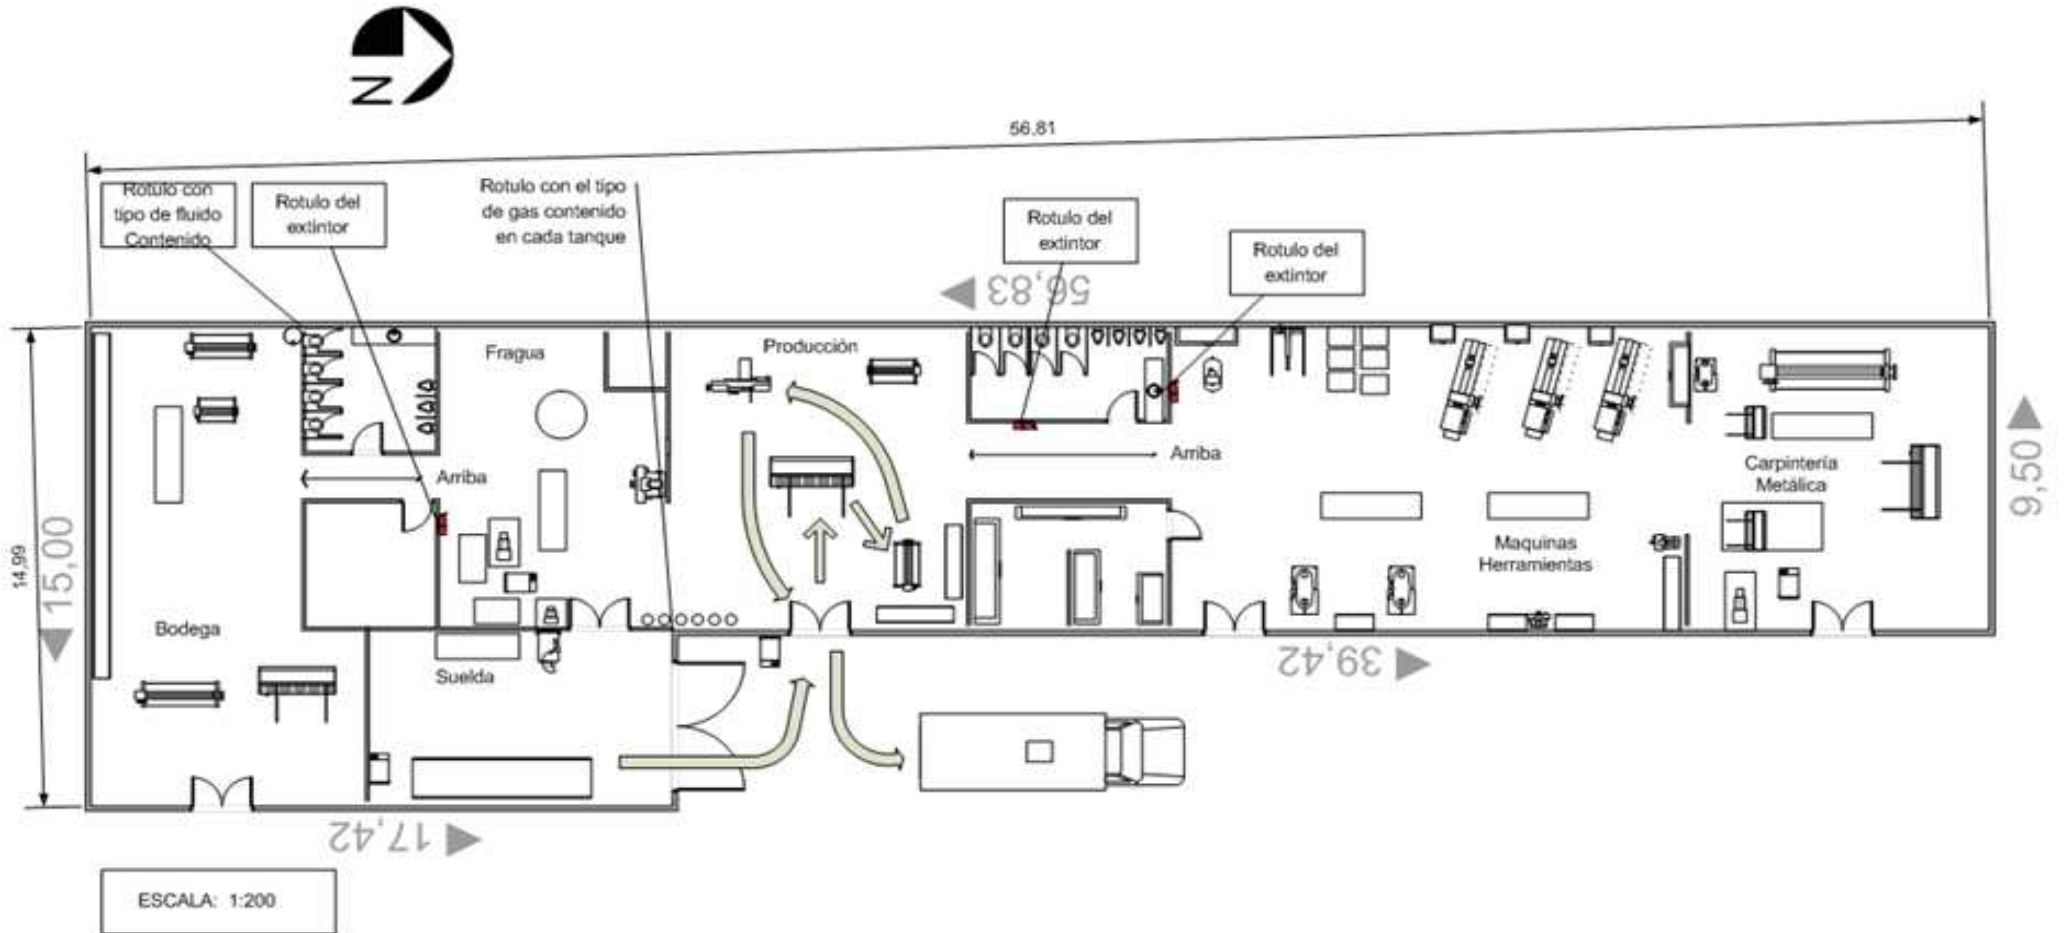 N
56,81
Rotulo con
tipo de fluido
Contenido
Rotulo del
extintor
Rotulo con el tipo
de gas contenido
en cada tanque
Rotulo del
extintor
Rotulo del
extintor
56,83
Fragua
Producción
Arriba
Arriba
Carpintería
Metálica
9,50
14,99
15,00
Maquinas
Herramientas
Bodega
Suelda
39,42
17,42
ESCALA: 1:200